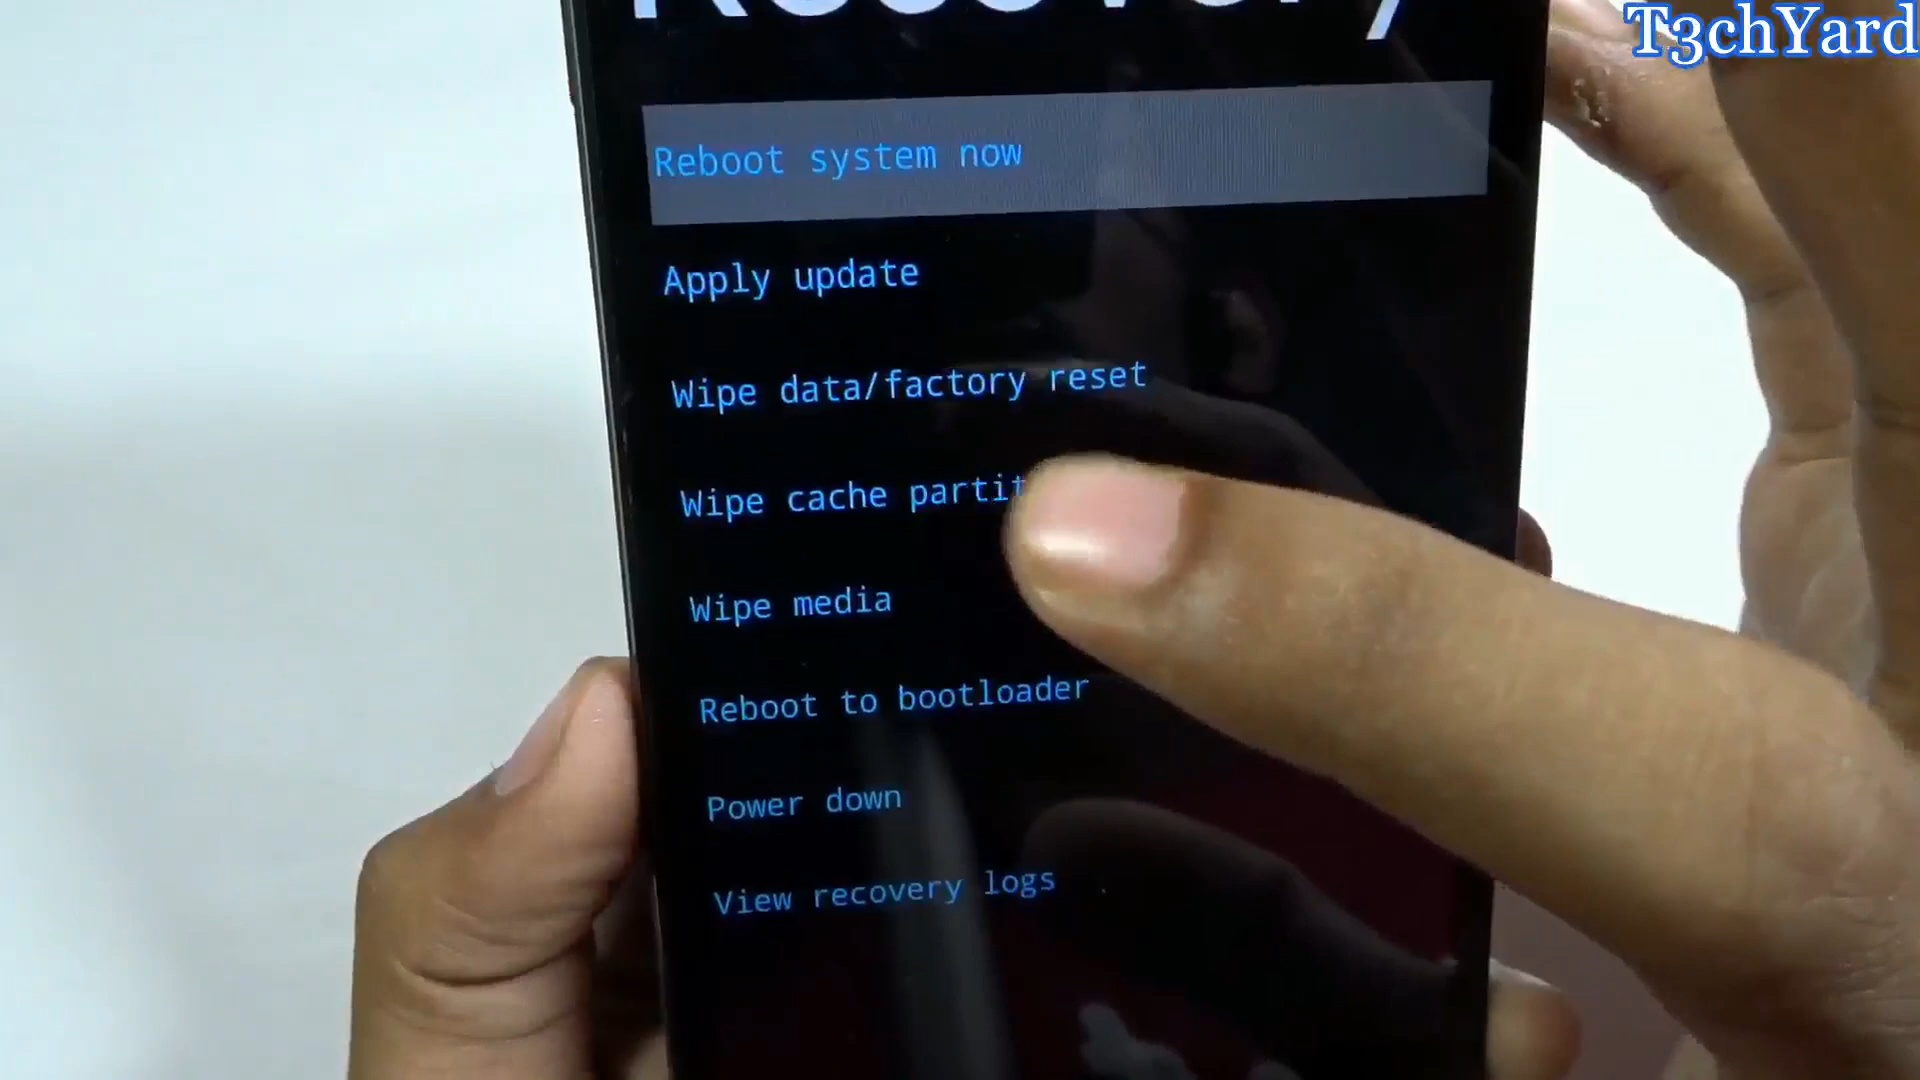 Recovery
T3chYard
Reboot system now
Apply update
Wipe data/factory reset
Wipe cache partit
Wipe media
Reboot to bootloader
Power down
View recovery logs